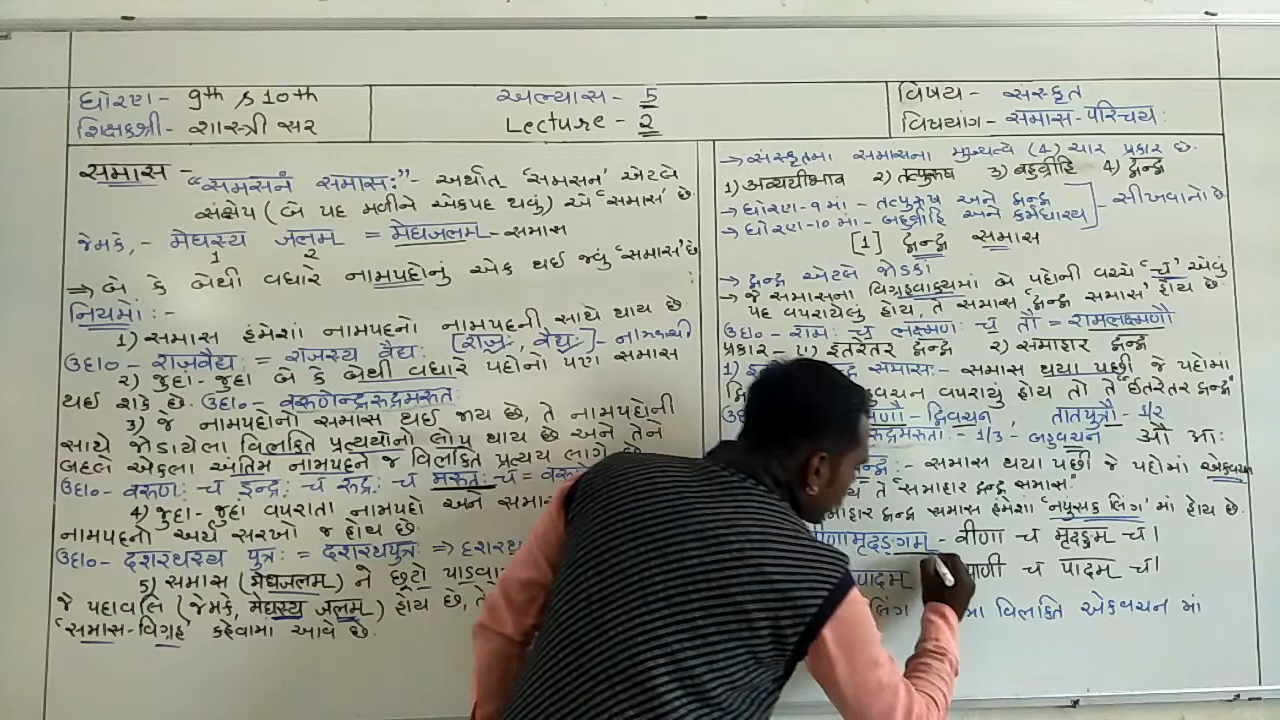 ધોરણ - 9th & 10th
શિક્ષકશ્રી - શાસ્ત્રી સર
અભ્યાસ - 5
Lecture - 2
વિષય - સંસ્કૃત
વિષયાંગ - સમાસ-પરિચય:
સમાસ -
"સમસનં સમાસ:" - અર્થાત્ 'સમસન' એટલે
સંક્ષેપ (બે પદ મળીને એકપદ થવું) એ 'સમાસ' છે.
જેમકે, - મેઘસ્ય જલમ્ = મેઘજલમ્ - સમાસ
1 2
⇒ બે કે બેથી વધારે નામપદોનું એક થઈ જવું 'સમાસ' છે
નિયમો :-
1) સમાસ હંમેશાં નામપદનો નામપદની સાથે થાય છે.
ઉદા૦- રાજવૈદ્ય: = રાજસ્ય વૈદ્ય: [રાજ્ઞ, વૈદ્ય] -
2) જુદા-જુદા બે કે બેથી વધારે પદોનો પણ સમાસ
થઈ શકે છે. ઉદા૦- વરુણેન્દ્રરુદ્રમરુત:
3) જે નામપદોનો સમાસ થઈ જાય છે, તે નામપદોની
સાથે જોડાયેલા વિભક્તિ પ્રત્યયોનો લોપ થાય છે અને તેને
બદલે એકલા અંતિમ નામપદને જ વિભક્તિ પ્રત્યય લાગે
ઉદા૦- વરુણ: ચ ઇન્દ્ર: ચ રુદ્ર: ચ મરુત્ ચ =
4) જુદા-જુદાં વપરાતા નામપદો અને
નામપદનો અર્થ સરખો જ હોય છે.
ઉદા૦- દશરથસ્ય પુત્ર: = દશરથપુત્ર: ⇒
5) સમાસ (મેઘજલમ્) ને છૂટો પાડવા
જે પદાવલિ (જેમકે, મેઘસ્ય જલમ્) હોય છે,
'સમાસ-વિગ્રહ' કહેવામાં આવે છે.
→ સંસ્કૃતમાં સમાસના મુખ્યત્વે (4) ચાર પ્રકાર છે.
1) અવ્યયીભાવ 2) તત્પુરુષ 3) બહુવ્રીહિ 4) દ્વન્દ્વ
→ ધોરણ-૧માં - તત્પુરુષ અને દ્વન્દ્વ
→ ધોરણ-10 માં - બહુવ્રીહિ અને કર્મધારય ] - સીખવાનો છે
[1] દ્વન્દ્વ સમાસ
→ દ્વન્દ્વ એટલે જોડકાં
→ જે સમાસના વિગ્રહવાક્યમાં બે પદોની વચ્ચે 'ચ' એવું
પદ વપરાયેલું હોય, તે સમાસ 'દ્વન્દ્વ સમાસ' હોય છે.
ઉદા૦- રામ: ચ લક્ષ્મણ: ચ તૌ = રામલક્ષ્મણૌ
પ્રકાર - ૧) ઇતરેતર દ્વન્દ્વ ૨) સમાહાર દ્વન્દ્વ
1) સમાસ:- સમાસ થયા પછી જે પદોમાં
વપરાયું હોય તો તે "ઇતરેતર દ્વન્દ્વ"
- દ્વિવચન, તાતપુત્રૌ - 1/2
- 1/3 - બહુવચન ઔ આ:
:- સમાસ થયા પછી જે પદોમાં એકવચન
તે "સમાહાર દ્વન્દ્વ સમાસ."
દ્વન્દ્વ સમાસ હંમેશાં 'નપુંસક લિંગ' માં હોય છે.
- વીણા ચ મૃદઙ્ગમ્ ચ।
પાદમ્ ચ પાદમ્ ચ।
લિંગ વિભક્તિ એકવચન માં